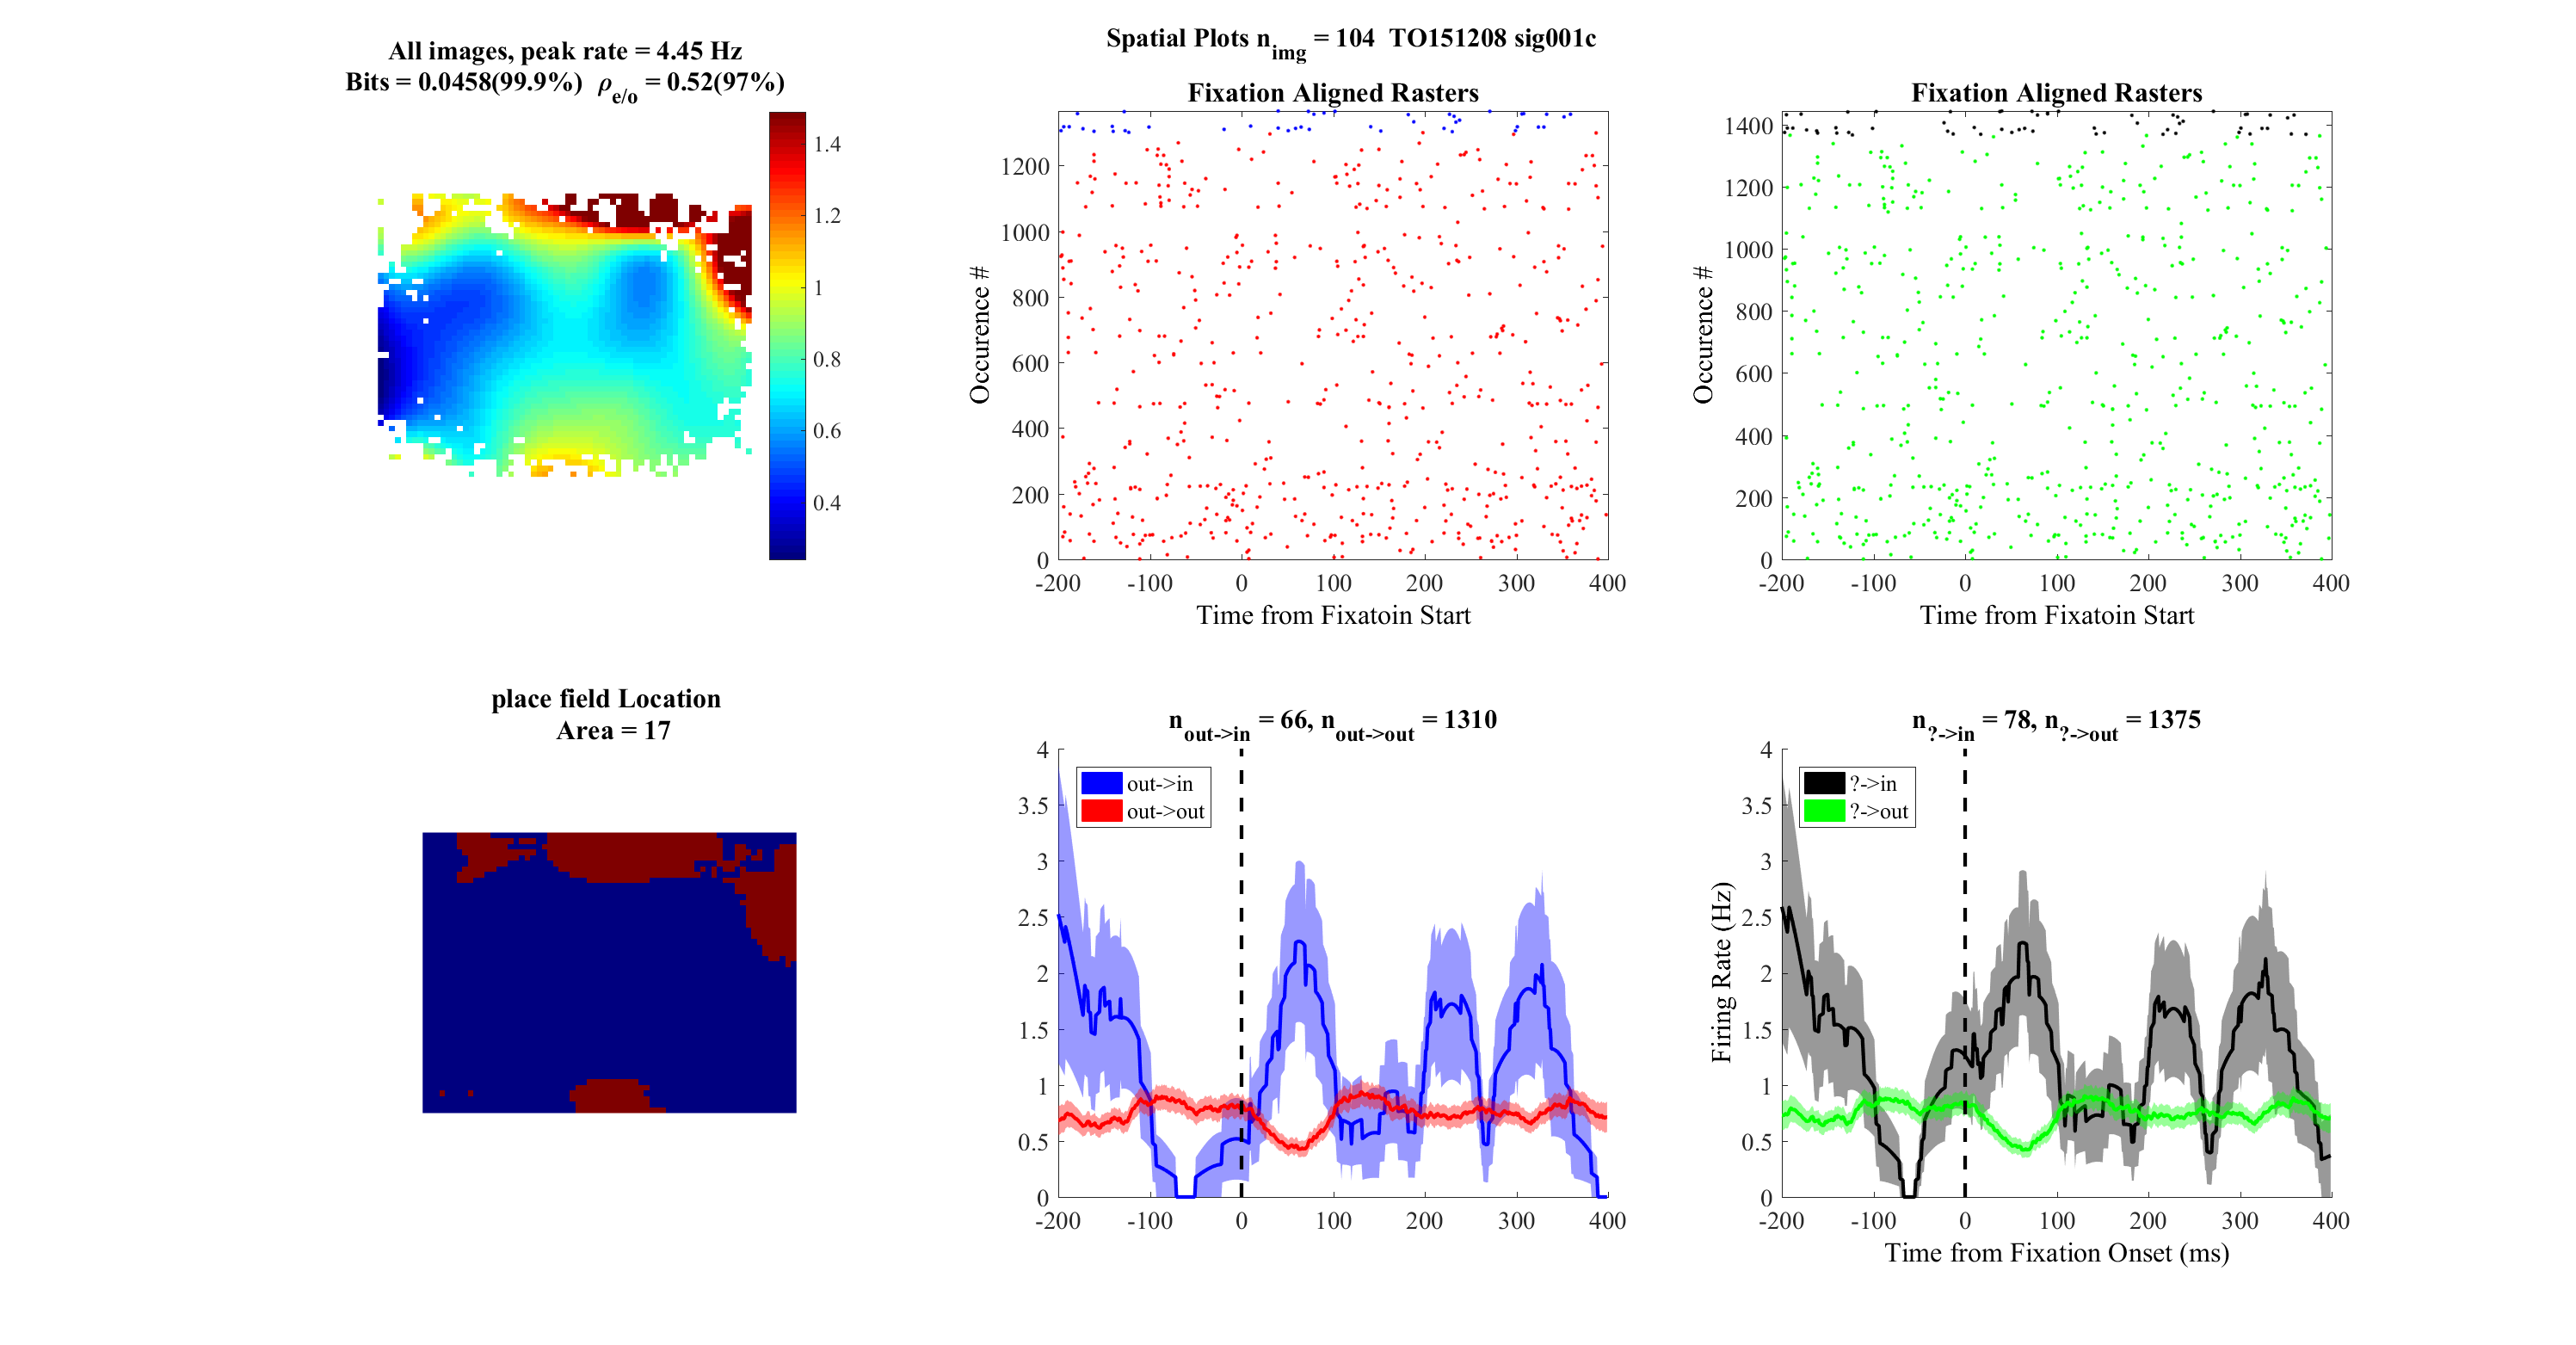 Spatial Plots n_img = 104 TO151208 sig001c
All images, peak rate = 4.45 Hz
Bits = 0.0458(99.9%) ρ_e/o = 0.52(97%)
1.4
1.2
1
0.8
0.6
0.4
Fixation Aligned Rasters
Occurence #
1200
1000
800
600
400
200
0
-200 -100 0 100 200 300 400
Time from Fixatoin Start
Fixation Aligned Rasters
Occurence #
1400
1200
1000
800
600
400
200
0
-200 -100 0 100 200 300 400
Time from Fixatoin Start
place field Location
Area = 17
n_out->in = 66, n_out->out = 1310
out->in
out->out
4
3.5
3
2.5
2
1.5
1
0.5
0
-200 -100 0 100 200 300 400
n_?->in = 78, n_?->out = 1375
?->in
?->out
Firing Rate (Hz)
4
3.5
3
2.5
2
1.5
1
0.5
0
-200 -100 0 100 200 300 400
Time from Fixation Onset (ms)